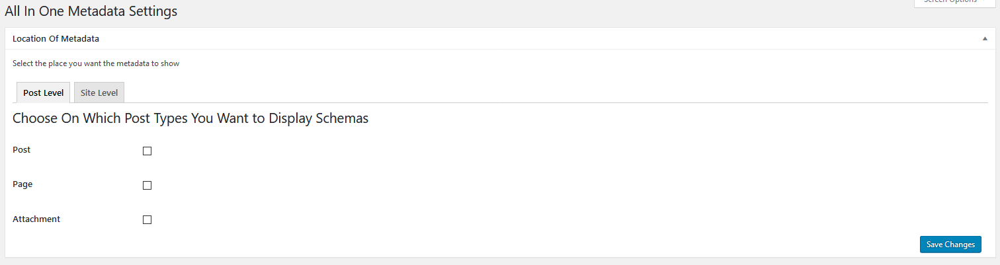 Screen Options
All In One Metadata Settings
Location Of Metadata
Select the place you want the metadata to show
Post Level
Site Level
Choose On Which Post Types You Want to Display Schemas
Post
Page
Attachment
Save Changes